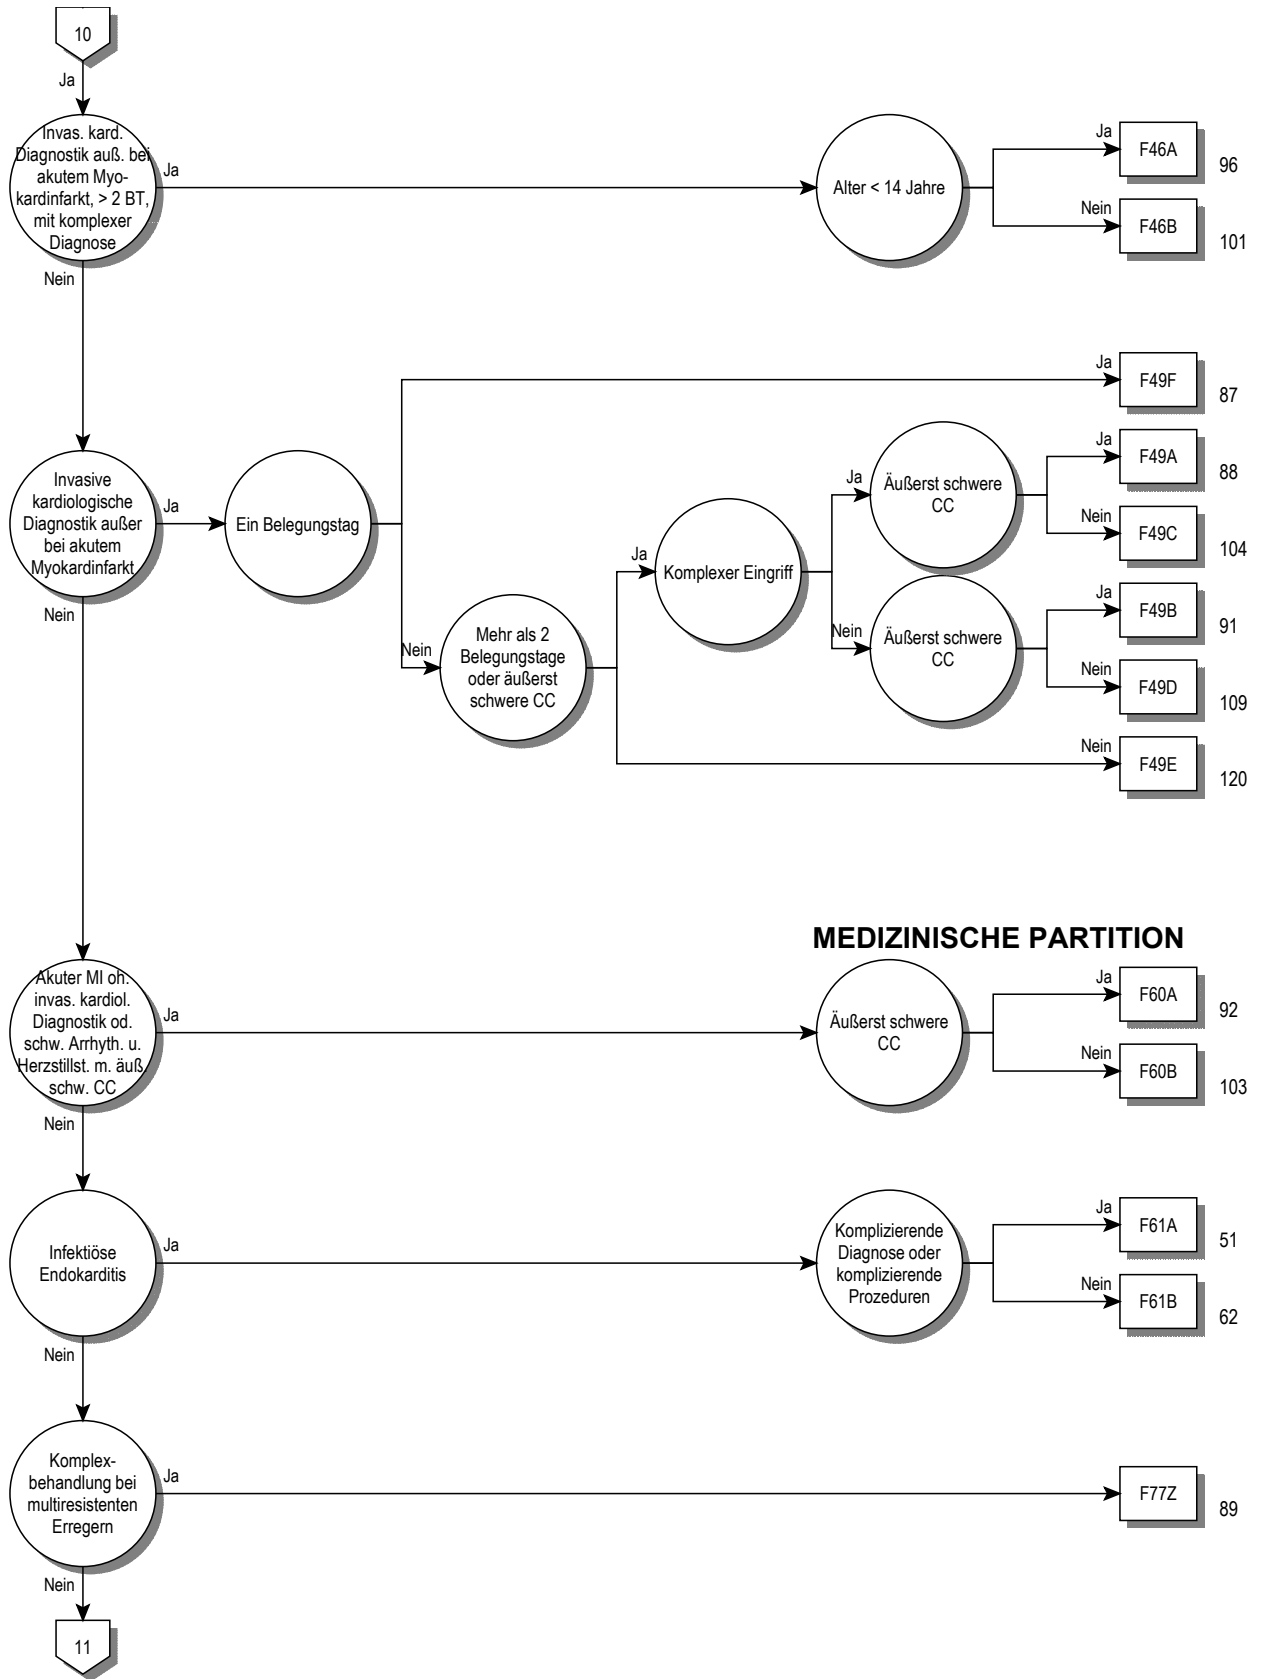 10
Ja
Invas. kard.
Diagnostik auß. bei
akutem Myo-
kardinfarkt, > 2 BT,
mit komplexer
Diagnose
Ja
Alter < 14 Jahre
Ja
F46A
96
Nein
F46B
101
Nein
Ja
F49F
87
Invasive
kardiologische
Diagnostik außer
bei akutem
Myokardinfarkt
Ja
Ein Belegungstag
Nein
Mehr als 2
Belegungstage
oder äußerst
schwere CC
Ja
Komplexer Eingriff
Ja
Äußerst schwere
CC
Ja
F49A
88
Nein
F49C
104
Nein
Äußerst schwere
CC
Ja
F49B
91
Nein
F49D
109
Nein
F49E
120
Nein
MEDIZINISCHE PARTITION
Akuter MI oh.
invas. kardiol.
Diagnostik od.
schw. Arrhyth. u.
Herzstillst. m. äuß.
schw. CC
Ja
Äußerst schwere
CC
Ja
F60A
92
Nein
F60B
103
Nein
Infektiöse
Endokarditis
Ja
Komplizierende
Diagnose oder
komplizierende
Prozeduren
Ja
F61A
51
Nein
F61B
62
Nein
Komplex-
behandlung bei
multiresistenten
Erregern
Ja
F77Z
89
Nein
11